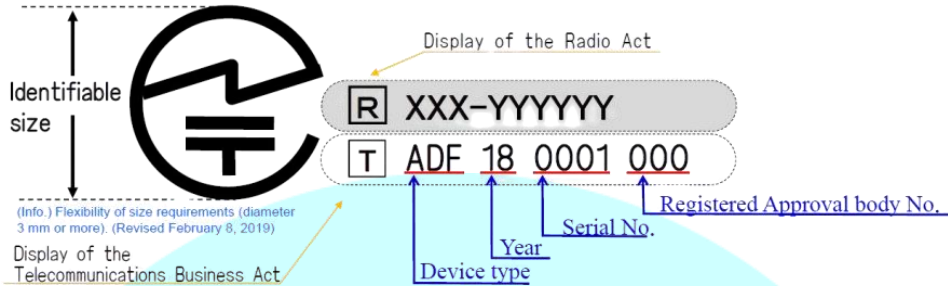 Display of the Radio Act
Identifiable
size
R XXX-YYYYYY
T ADF 18 0001 000
(Info.) Flexibility of size requirements (diameter
3 mm or more). (Revised February 8, 2019)
Registered Approval body No.
Serial No.
Year
Device type
Display of the
Telecommunications Business Act